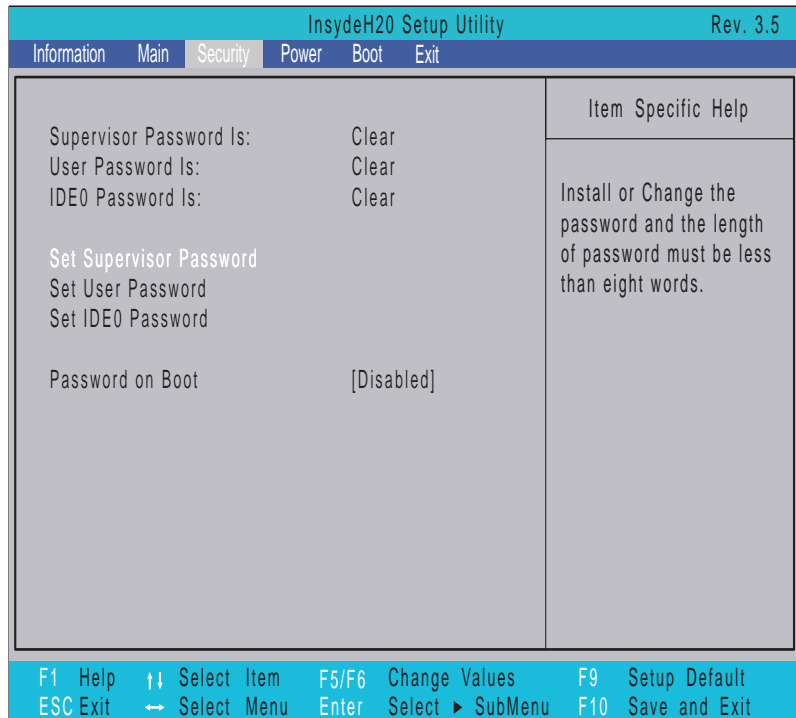 InsydeH20 Setup Utility Rev. 3.5
Information Main Security Power Boot Exit
Supervisor Password Is: Clear
User Password Is: Clear
IDE0 Password Is: Clear
Set Supervisor Password
Set User Password
Set IDE0 Password
Password on Boot [Disabled]
Item Specific Help
Install or Change the
password and the length
of password must be less
than eight words.
F1 Help ↑↓ Select Item F5/F6 Change Values F9 Setup Default
ESC Exit ↔ Select Menu Enter Select ▶ SubMenu F10 Save and Exit